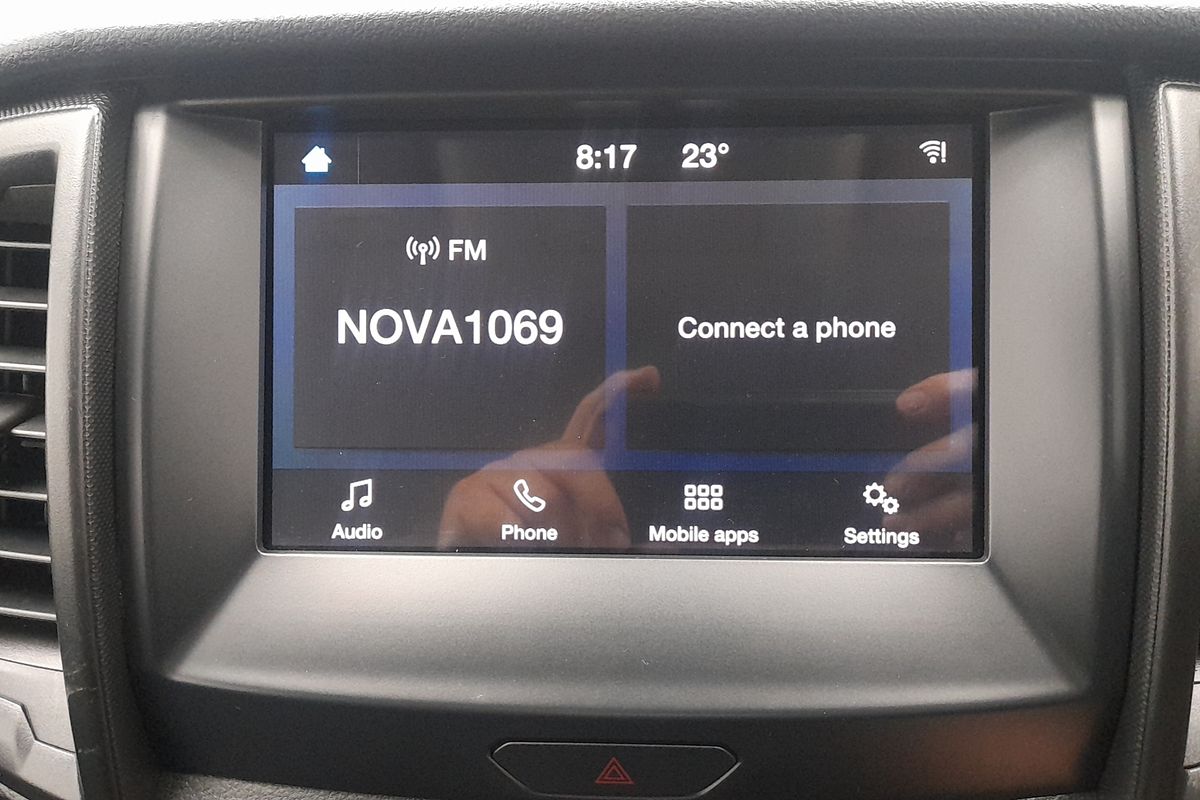 8:17 23°
FM
NOVA1069
Connect a phone
Audio Phone Mobile apps Settings